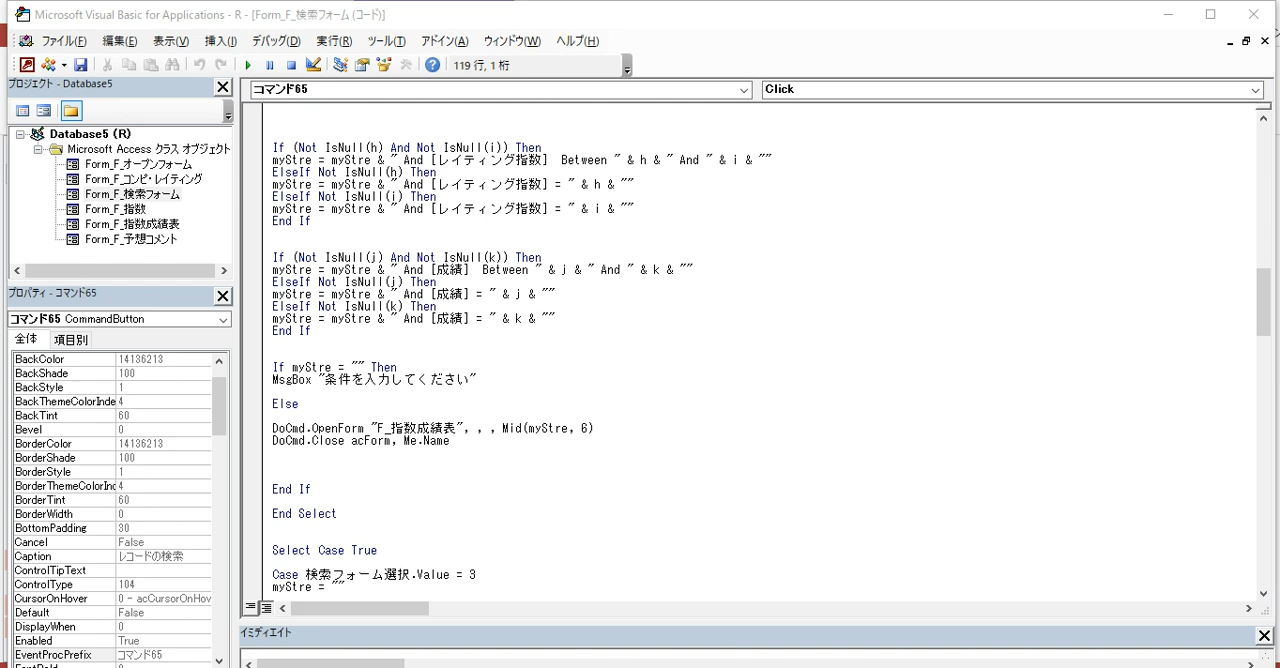 Microsoft Visual Basic for Applications - R - [Form_F_検索フォーム (コード)]
ファイル(F) 編集(E) 表示(V) 挿入(I) デバッグ(D) 実行(R) ツール(T) アドイン(A) ウィンドウ(W) ヘルプ(H)
119 行, 1 桁
プロジェクト - Database5
コマンド65
Click
Database5 (R)
Microsoft Access クラス オブジェクト
Form_F_オープンフォーム
Form_F_コンピ・レイティング
Form_F_検索フォーム
Form_F_指数
Form_F_指数成績表
Form_F_予想コメント
プロパティ - コマンド65
コマンド65 CommandButton
全体 項目別
BackColor 14136213
BackShade 100
BackStyle 1
BackThemeColorInde 4
BackTint 60
Bevel 0
BorderColor 14136213
BorderShade 100
BorderStyle 1
BorderThemeColorInc 4
BorderTint 60
BorderWidth 0
BottomPadding 30
Cancel False
Caption レコードの検索
ControlTipText
ControlType 104
CursorOnHover 0 - acCursorOnHov
Default False
DisplayWhen 0
Enabled True
EventProcPrefix コマンド65
If (Not IsNull(h) And Not IsNull(i)) Then
myStre = myStre & " And [レイティング指数]  Between " & h & " And " & i & ""
ElseIf Not IsNull(h) Then
myStre = myStre & " And [レイティング指数] = " & h & ""
ElseIf Not IsNull(i) Then
myStre = myStre & " And [レイティング指数] = " & i & ""
End If
If (Not IsNull(j) And Not IsNull(k)) Then
myStre = myStre & " And [成績]  Between " & j & " And " & k & ""
ElseIf Not IsNull(j) Then
myStre = myStre & " And [成績] = " & j & ""
ElseIf Not IsNull(k) Then
myStre = myStre & " And [成績] = " & k & ""
End If
If myStre = "" Then
MsgBox "条件を入力してください"
Else
DoCmd.OpenForm "F_指数成績表", , , Mid(myStre, 6)
DoCmd.Close acForm, Me.Name
End If
End Select
Select Case True
Case 検索フォーム選択.Value = 3
myStre = ""
イミディエイト